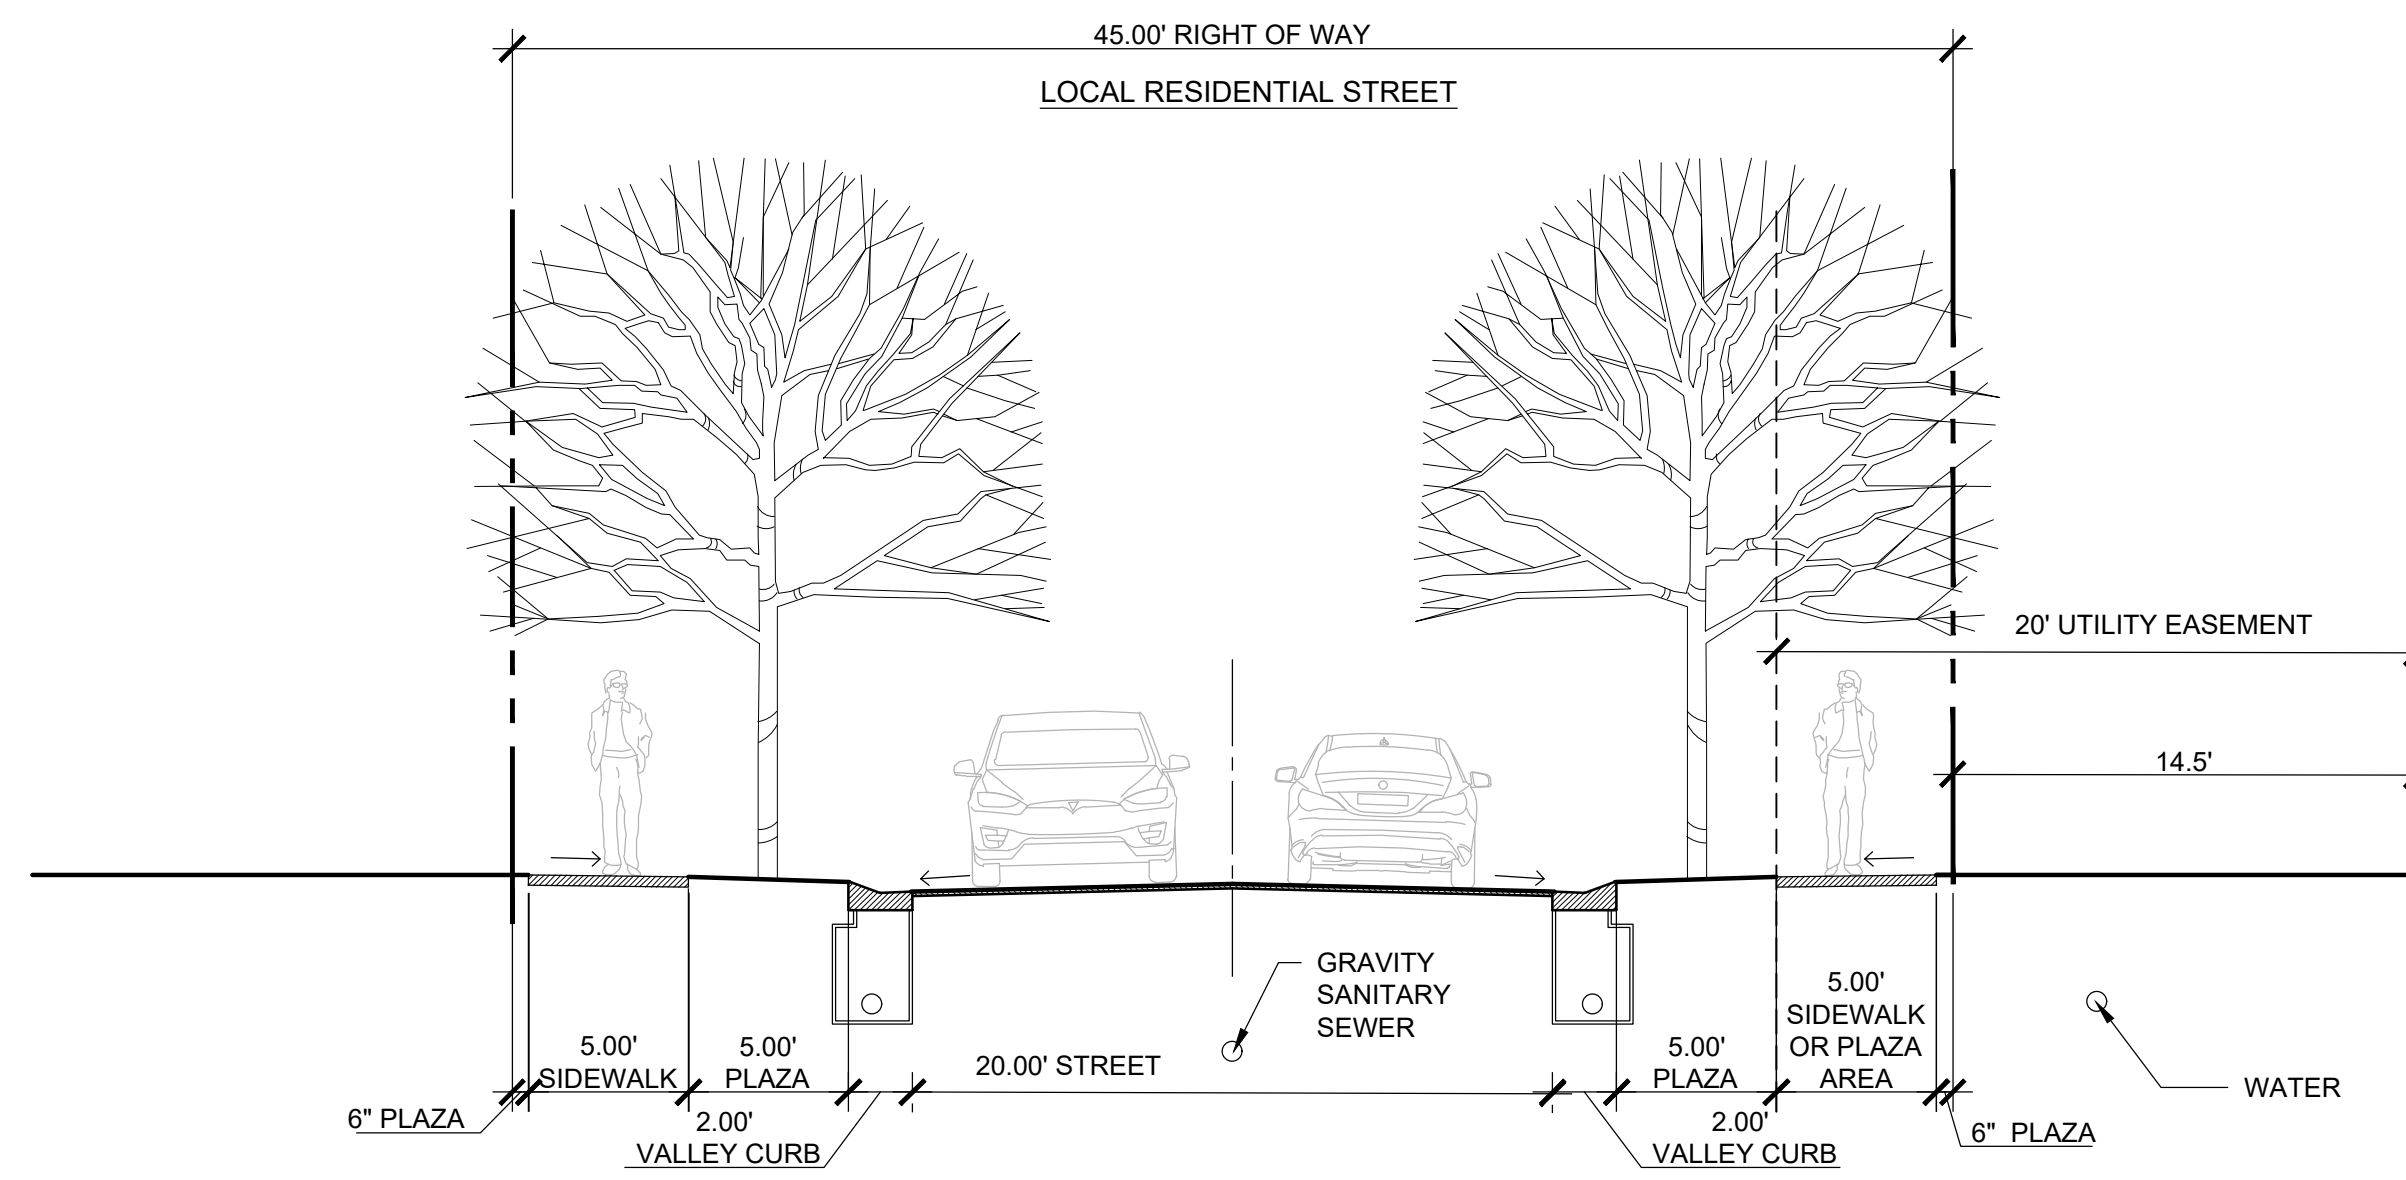 45.00' RIGHT OF WAY
LOCAL RESIDENTIAL STREET
20' UTILITY EASEMENT
14.5'
GRAVITY
SANITARY
SEWER
5.00'
SIDEWALK
5.00'
PLAZA
20.00' STREET
5.00'
PLAZA
5.00'
SIDEWALK
OR PLAZA
AREA
WATER
6" PLAZA
2.00'
VALLEY CURB
2.00'
VALLEY CURB
6" PLAZA